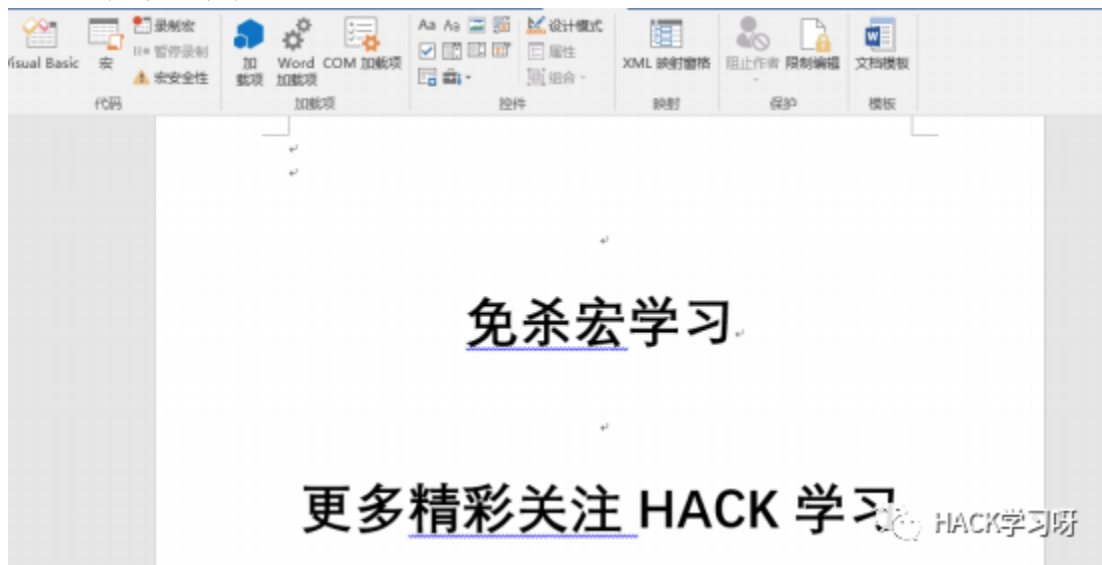 Visual Basic 宏 录制宏 暂停录制 宏安全性
加载项 Word 加载项 COM 加载项
Aa Aa 设计模式 属性 组合
XML 映射窗格 阻止作者 限制编辑 文档模板
代码 加载项 控件 映射 保护 模板
免杀宏学习
更多精彩关注 HACK 学习
HACK学习呀